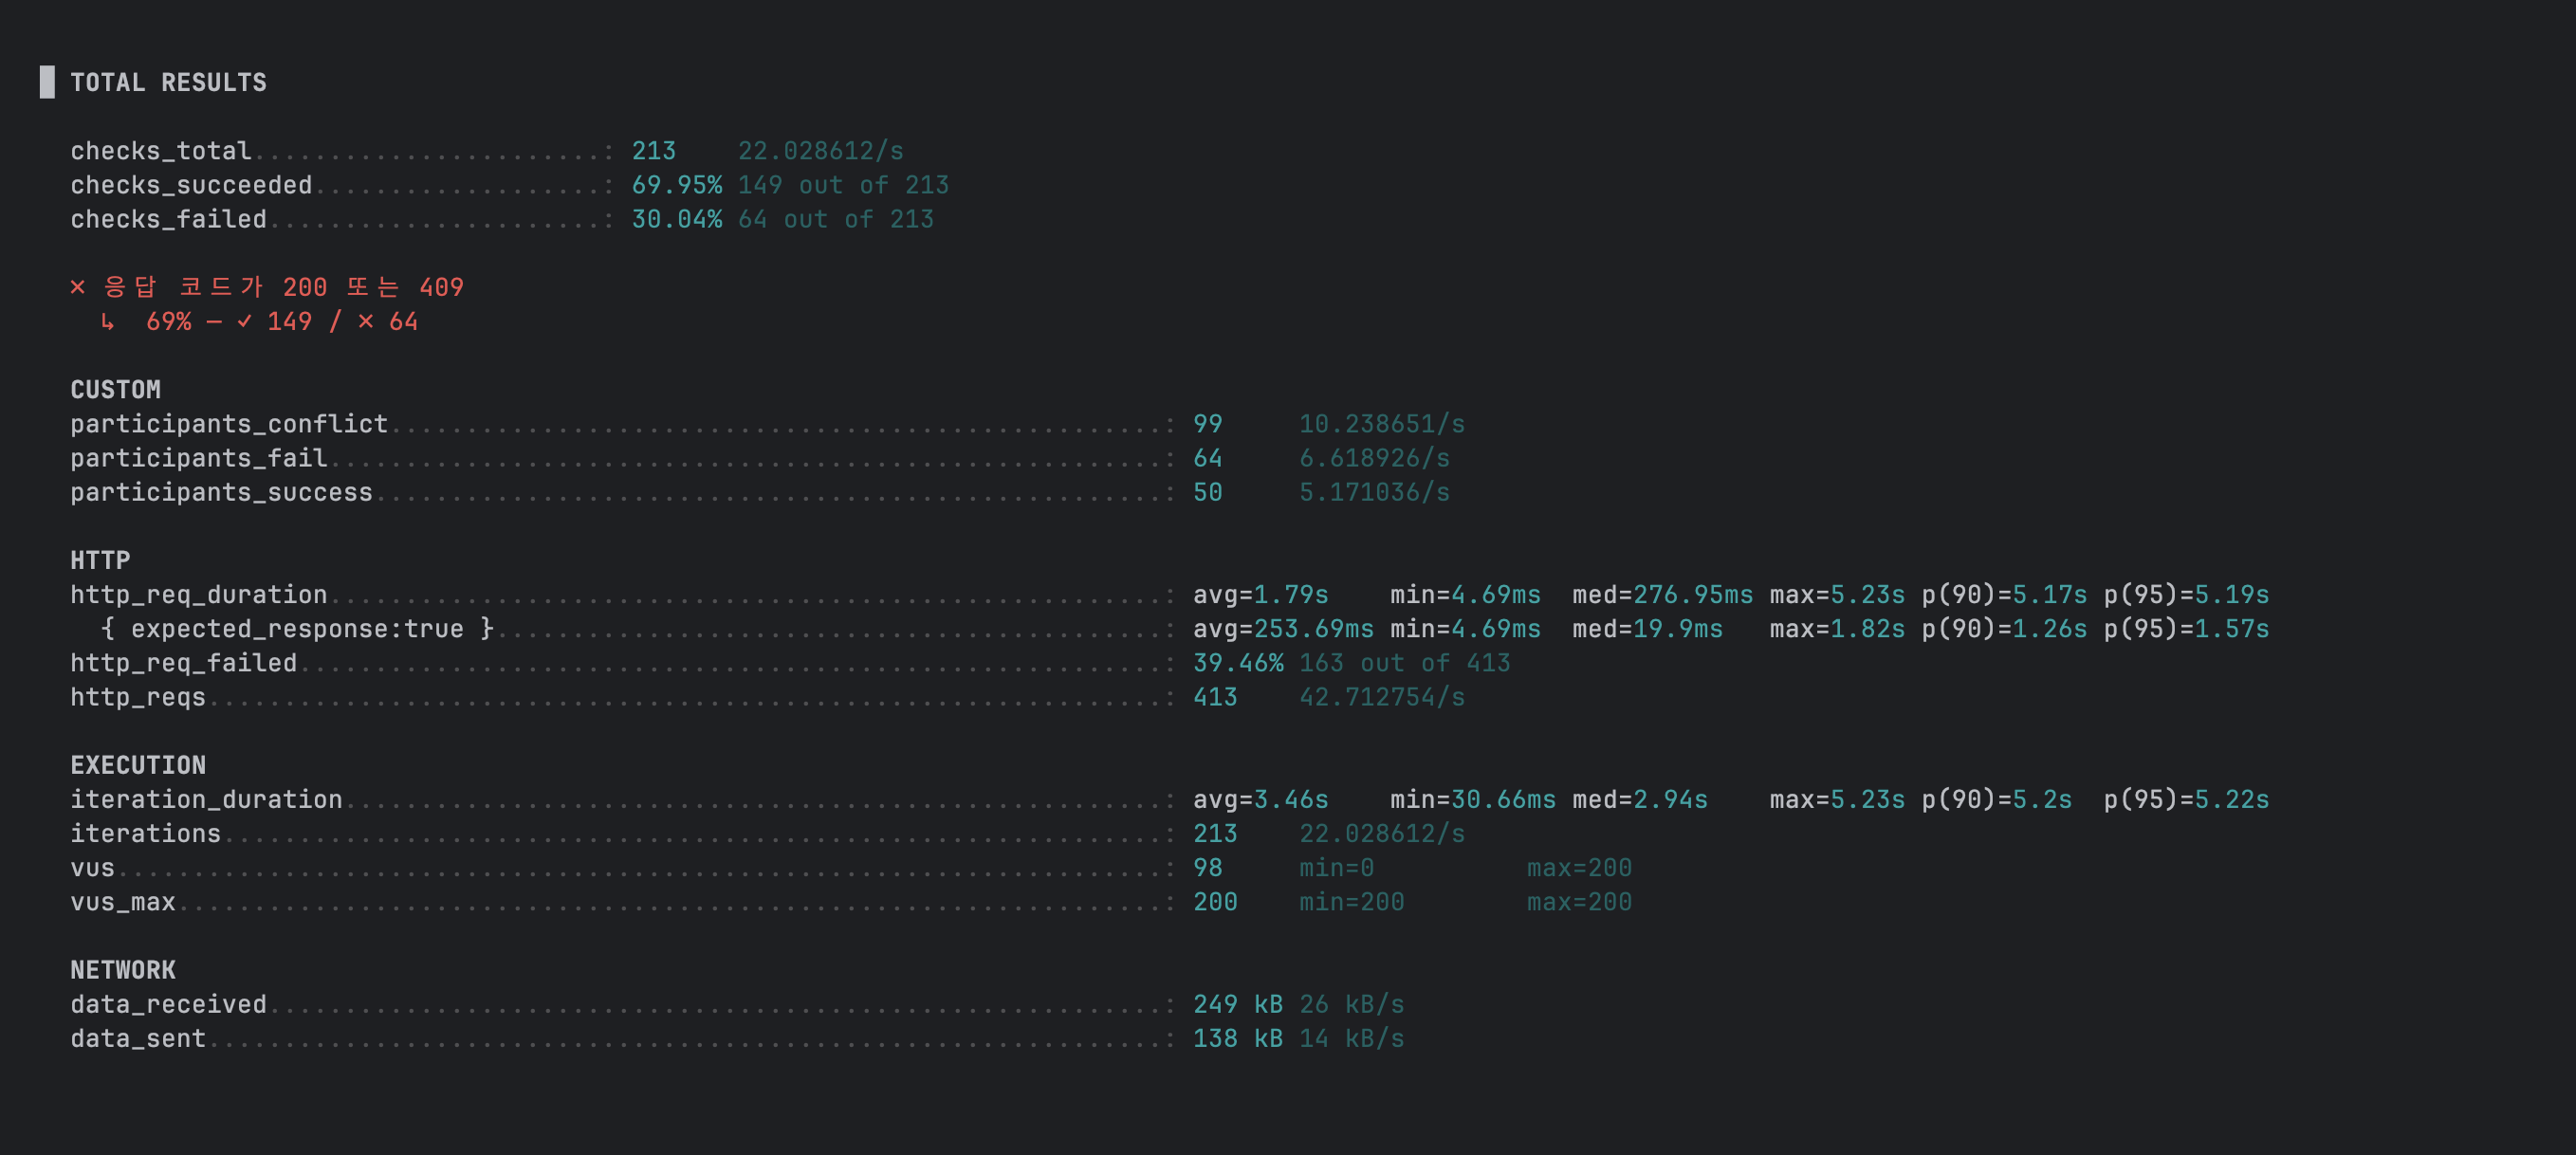 █ TOTAL RESULTS
checks_total.......................: 213    22.028612/s
checks_succeeded...................: 69.95% 149 out of 213
checks_failed......................: 30.04% 64 out of 213
✗ 응답 코드가 200 또는 409
↳  69% — ✓ 149 / ✗ 64
CUSTOM
participants_conflict...................................................: 99     10.238651/s
participants_fail.......................................................: 64     6.618926/s
participants_success....................................................: 50     5.171036/s
HTTP
http_req_duration.......................................................: avg=1.79s    min=4.69ms  med=276.95ms max=5.23s p(90)=5.17s p(95)=5.19s
{ expected_response:true }............................................: avg=253.69ms min=4.69ms  med=19.9ms   max=1.82s p(90)=1.26s p(95)=1.57s
http_req_failed.........................................................: 39.46% 163 out of 413
http_reqs...............................................................: 413    42.712754/s
EXECUTION
iteration_duration......................................................: avg=3.46s    min=30.66ms med=2.94s    max=5.23s p(90)=5.2s  p(95)=5.22s
iterations..............................................................: 213    22.028612/s
vus.....................................................................: 98     min=0          max=200
vus_max.................................................................: 200    min=200        max=200
NETWORK
data_received...........................................................: 249 kB 26 kB/s
data_sent...............................................................: 138 kB 14 kB/s